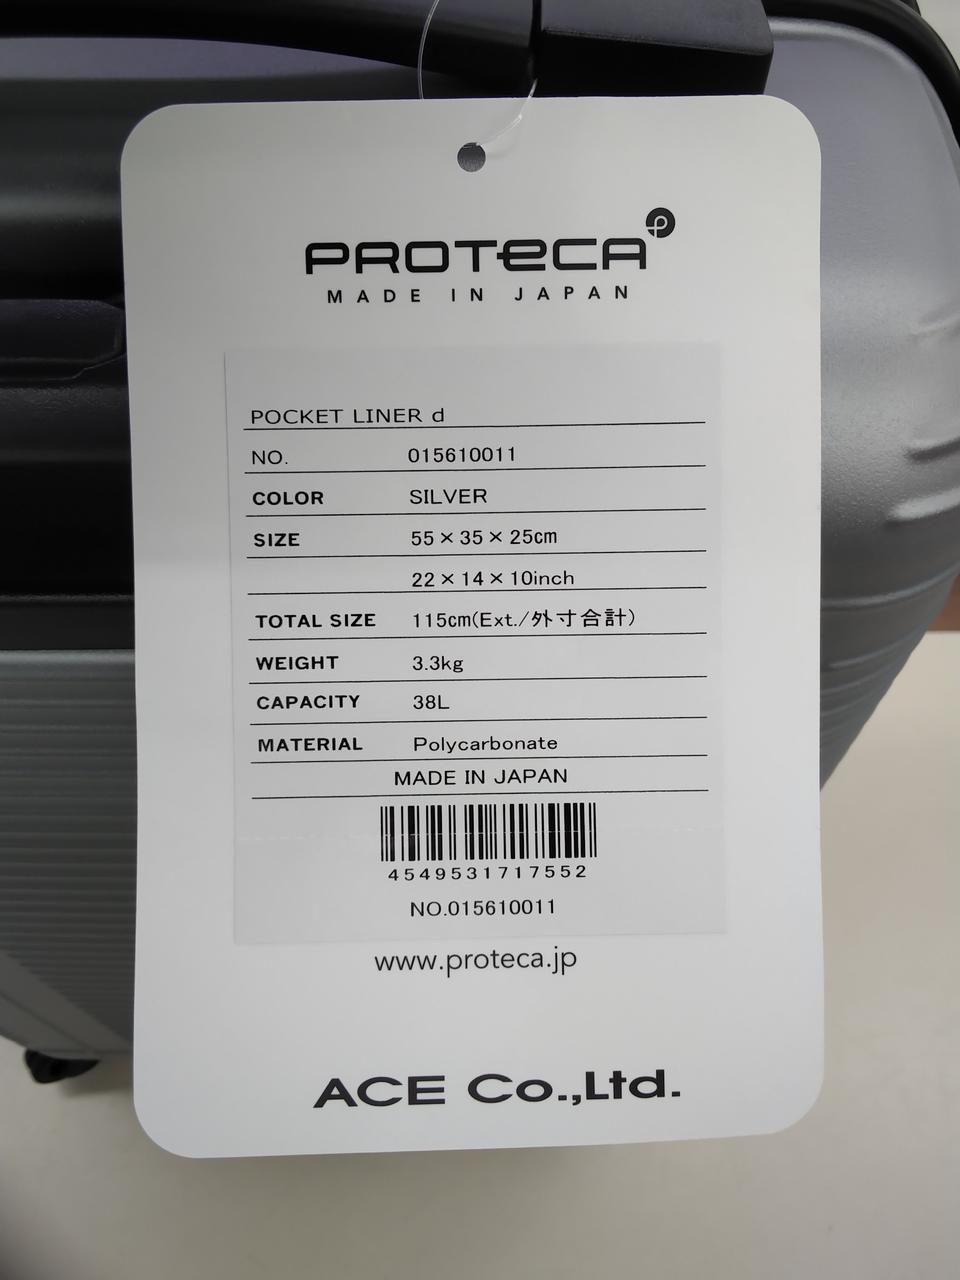 PROTECA
MADE IN JAPAN
POCKET LINER d
NO. 015610011
COLOR SILVER
SIZE 55×35×25cm
22×14×10inch
TOTAL SIZE 115cm(Ext./外寸合計)
WEIGHT 3.3kg
CAPACITY 38L
MATERIAL Polycarbonate
MADE IN JAPAN
4549531717552
NO.015610011
www.proteca.jp
ACE Co.,Ltd.